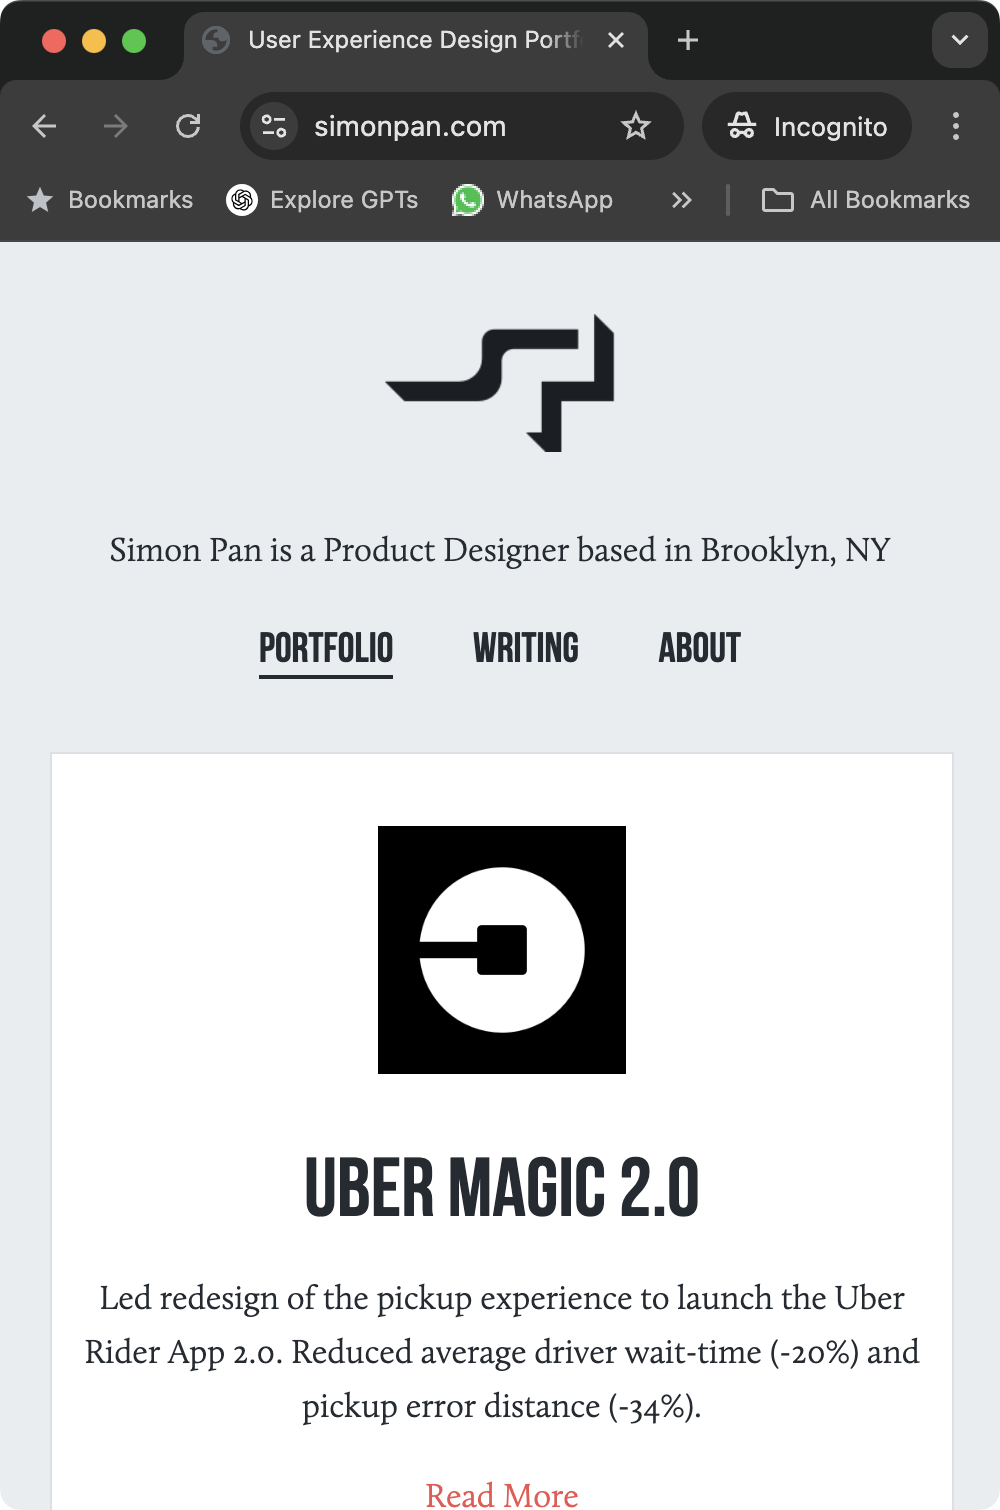 User Experience Design Portf
simonpan.com
Incognito
Bookmarks
Explore GPTs
WhatsApp
All Bookmarks
Simon Pan is a Product Designer based in Brooklyn, NY
PORTFOLIO
WRITING
ABOUT
UBER MAGIC 2.0
Led redesign of the pickup experience to launch the Uber
Rider App 2.0. Reduced average driver wait-time (-20%) and
pickup error distance (-34%).
Read More